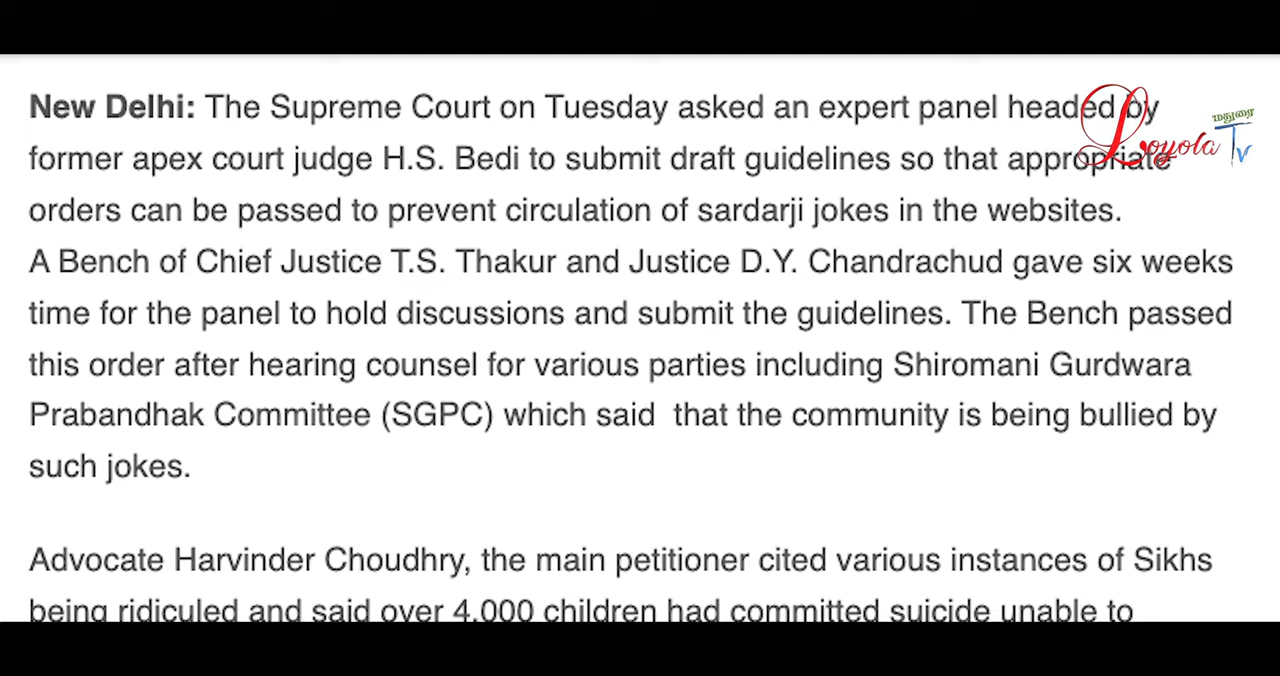 New Delhi: The Supreme Court on Tuesday asked an expert panel headed by
former apex court judge H.S. Bedi to submit draft guidelines so that appropriate
orders can be passed to prevent circulation of sardarji jokes in the websites.
A Bench of Chief Justice T.S. Thakur and Justice D.Y. Chandrachud gave six weeks
time for the panel to hold discussions and submit the guidelines. The Bench passed
this order after hearing counsel for various parties including Shiromani Gurdwara
Prabandhak Committee (SGPC) which said  that the community is being bullied by
such jokes.
Advocate Harvinder Choudhry, the main petitioner cited various instances of Sikhs
being ridiculed and said over 4,000 children had committed suicide unable to
மதுரை
Loyola Tv